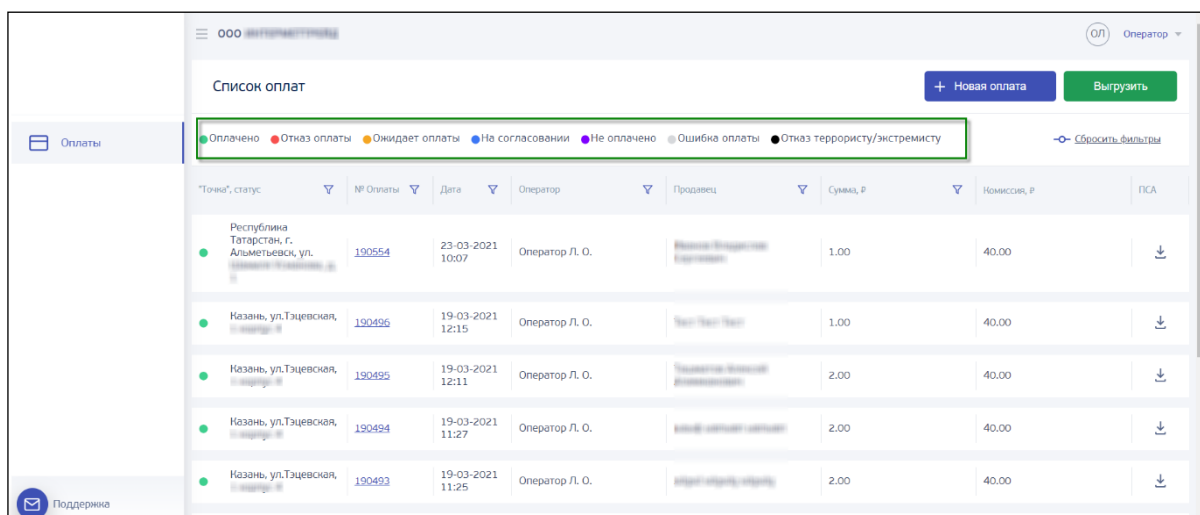 ООО
ОЛ
Оператор
Список оплат
+ Новая оплата
Выгрузить
Оплаты
Оплачено Отказ оплаты Ожидает оплаты На согласовании Не оплачено Ошибка оплаты Отказ террористу/экстремисту
Сбросить фильтры
"Точка", статус № Оплаты Дата Оператор Продавец Сумма, ₽ Комиссия, ₽ ПСА
Республика
Татарстан, г.
Альметьевск, ул.
190554
23-03-2021
10:07
Оператор Л. О.
1.00
40.00
Казань, ул.Тэцевская,
190496
19-03-2021
12:15
Оператор Л. О.
1.00
40.00
Казань, ул.Тэцевская,
190495
19-03-2021
12:11
Оператор Л. О.
2.00
40.00
Казань, ул.Тэцевская,
190494
19-03-2021
11:27
Оператор Л. О.
2.00
40.00
Казань, ул.Тэцевская,
190493
19-03-2021
11:25
Оператор Л. О.
2.00
40.00
Поддержка